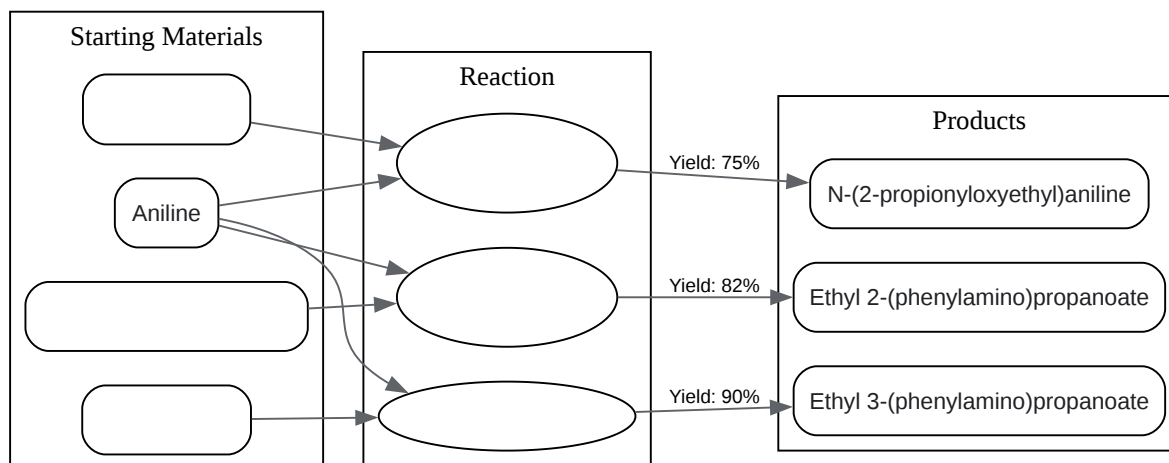 Starting Materials
Reaction
Products
Aniline
Yield: 75%
N-(2-propionyloxyethyl)aniline
Yield: 82%
Ethyl 2-(phenylamino)propanoate
Yield: 90%
Ethyl 3-(phenylamino)propanoate